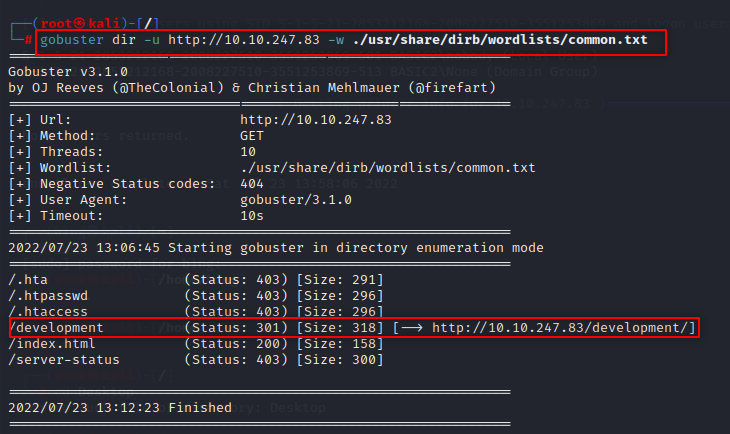 ┌──(root㉿kali)-[/]
└─# gobuster dir -u http://10.10.247.83 -w ./usr/share/dirb/wordlists/common.txt
===============================================================
Gobuster v3.1.0
by OJ Reeves (@TheColonial) & Christian Mehlmauer (@firefart)
===============================================================
[+] Url:                     http://10.10.247.83
[+] Method:                  GET
[+] Threads:                 10
[+] Wordlist:                ./usr/share/dirb/wordlists/common.txt
[+] Negative Status codes:   404
[+] User Agent:              gobuster/3.1.0
[+] Timeout:                 10s
===============================================================
2022/07/23 13:06:45 Starting gobuster in directory enumeration mode
===============================================================
/.hta                 (Status: 403) [Size: 291]
/.htpasswd            (Status: 403) [Size: 296]
/.htaccess            (Status: 403) [Size: 296]
/development          (Status: 301) [Size: 318] [--> http://10.10.247.83/development/]
/index.html           (Status: 200) [Size: 158]
/server-status        (Status: 403) [Size: 300]
===============================================================
2022/07/23 13:12:23 Finished
===============================================================